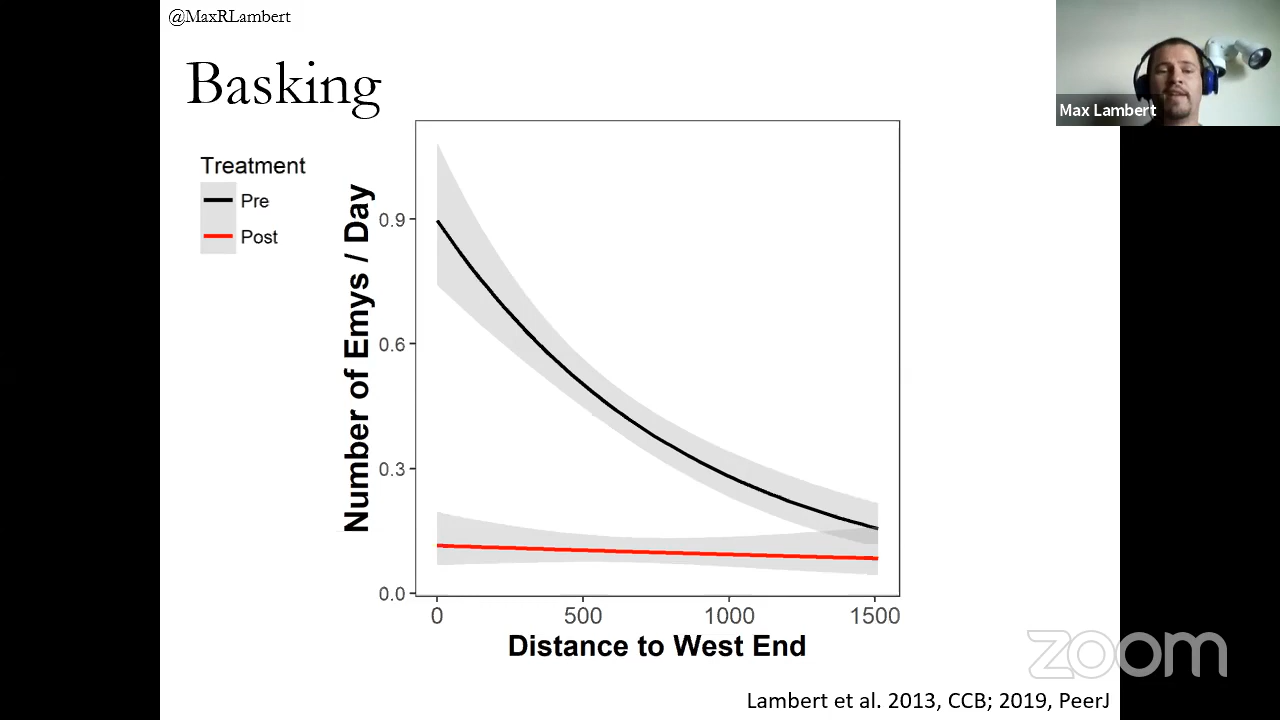 @MaxRLambert
Basking
Max Lambert
Treatment
Pre
Post
Number of Emys / Day
0.9
0.6
0.3
0.0
0
500
1000
1500
Distance to West End
zoom
Lambert et al. 2013, CCB; 2019, PeerJ